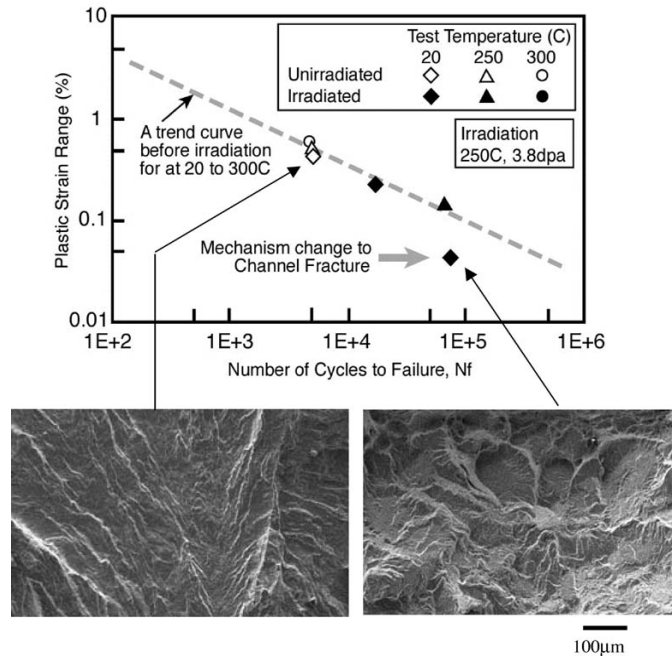 10
1
0.1
0.01
Plastic Strain Range (%)
Test Temperature (C)
20 250 300
Unirradiated
Irradiated
Irradiation
250C, 3.8dpa
A trend curve
before irradiation
for at 20 to 300C
Mechanism change to
Channel Fracture
1E+2 1E+3 1E+4 1E+5 1E+6
Number of Cycles to Failure, Nf
100μm